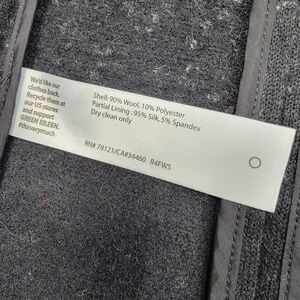 We'd like our
clothes back.
Recycle them at
our US stores
and support
GREEN EILEEN.
#theverymuch
Shell: 90% Wool, 10% Polyester
Partial Lining : 95% Silk, 5% Spandex
Dry clean only
RN# 78121/CA#34460 R4FWS